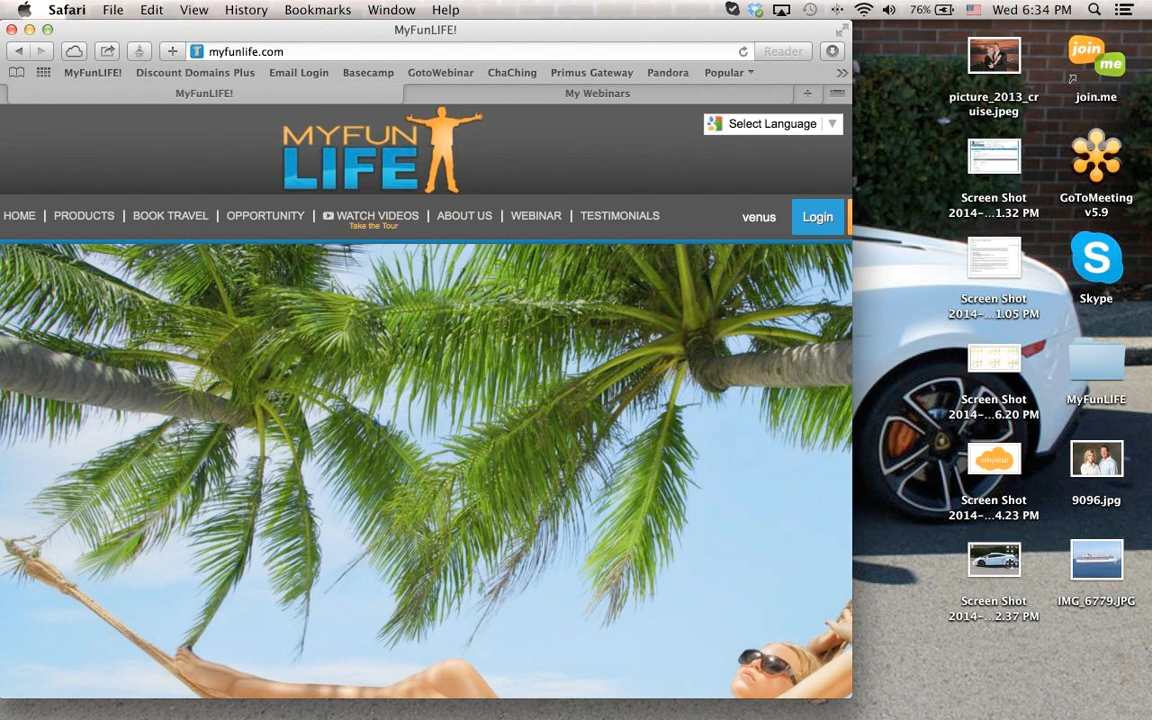 Safari File Edit View History Bookmarks Window Help 76% Wed 6:34 PM
MyFunLIFE!
myfunlife.com Reader
MyFunLIFE! Discount Domains Plus Email Login Basecamp GotoWebinar ChaChing Primus Gateway Pandora Popular
MyFunLIFE! My Webinars
MYFUN
LIFE
Select Language
HOME | PRODUCTS | BOOK TRAVEL | OPPORTUNITY | WATCH VIDEOS | ABOUT US | WEBINAR | TESTIMONIALS venus Login
Take the Tour
picture_2013_cr
uise.jpeg
join
me
join.me
Screen Shot
2014-...1.32 PM
GoToMeeting
v5.9
Screen Shot
2014-...1.05 PM
S
Skype
Screen Shot
2014-...6.20 PM
MyFunLIFE
WhyWait
Screen Shot
2014-...4.23 PM
9096.jpg
Screen Shot
2014-...2.37 PM
IMG_6779.JPG